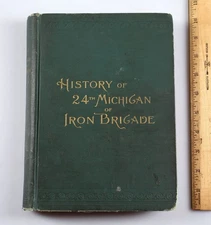 HISTORY OF
24TH MICHIGAN
OF
IRON BRIGADE